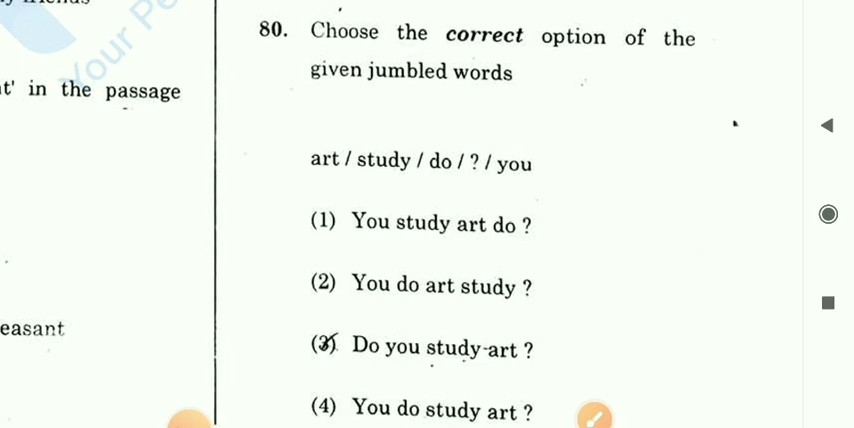 Your Pe
t' in the passage
easant
80. Choose the correct option of the
given jumbled words
art / study / do / ? / you
(1) You study art do ?
(2) You do art study ?
(3) Do you study art ?
(4) You do study art ?